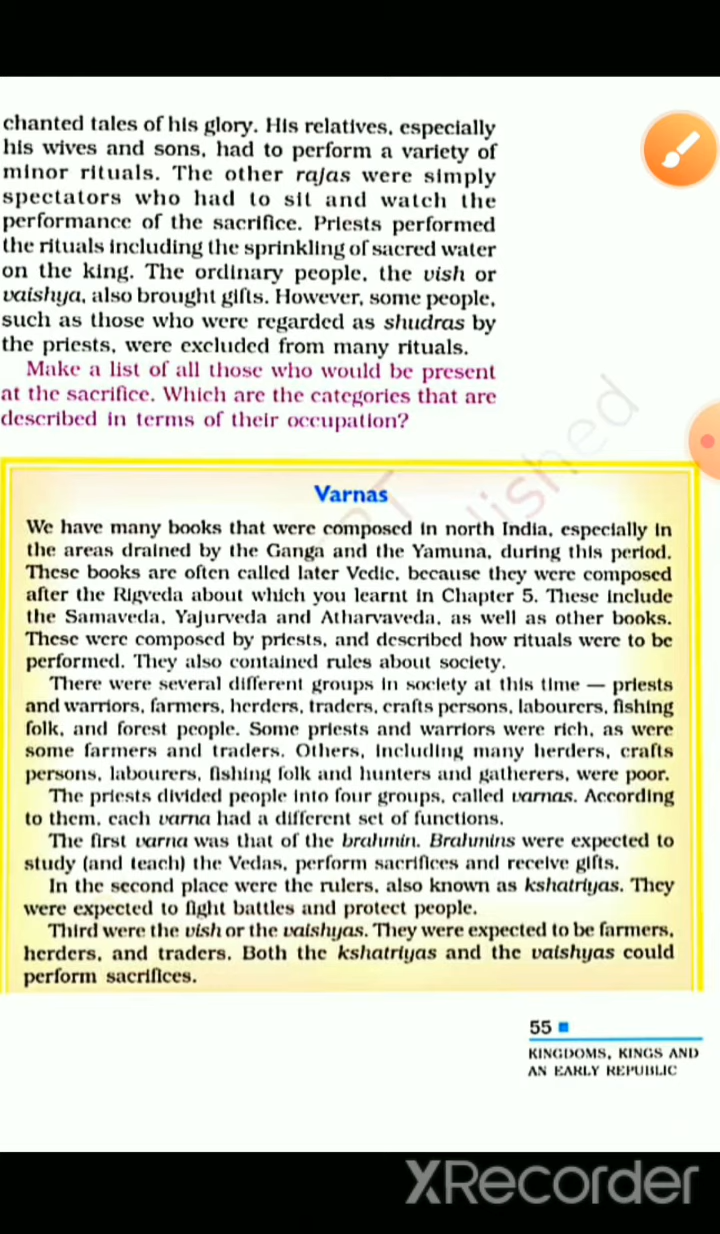 chanted tales of his glory. His relatives, especially
his wives and sons, had to perform a variety of
minor rituals. The other rajas were simply
spectators who had to sit and watch the
performance of the sacrifice. Priests performed
the rituals including the sprinkling of sacred water
on the king. The ordinary people, the vish or
vaishya, also brought gifts. However, some people,
such as those who were regarded as shudras by
the priests, were excluded from many rituals.
Make a list of all those who would be present
at the sacrifice. Which are the categories that are
described in terms of their occupation?
Varnas
We have many books that were composed in north India, especially in
the areas drained by the Ganga and the Yamuna, during this period.
These books are often called later Vedic, because they were composed
after the Rigveda about which you learnt in Chapter 5. These include
the Samaveda, Yajurveda and Atharvaveda, as well as other books.
These were composed by priests, and described how rituals were to be
performed. They also contained rules about society.
There were several different groups in society at this time — priests
and warriors, farmers, herders, traders, crafts persons, labourers, fishing
folk, and forest people. Some priests and warriors were rich, as were
some farmers and traders. Others, including many herders, crafts
persons, labourers, fishing folk and hunters and gatherers, were poor.
The priests divided people into four groups, called varnas. According
to them, each varna had a different set of functions.
The first varna was that of the brahmin. Brahmins were expected to
study (and teach) the Vedas, perform sacrifices and receive gifts.
In the second place were the rulers, also known as kshatriyas. They
were expected to fight battles and protect people.
Third were the vish or the vaishyas. They were expected to be farmers,
herders, and traders. Both the kshatriyas and the vaishyas could
perform sacrifices.
55
KINGDOMS, KINGS AND
AN EARLY REPUBLIC
XRecorder